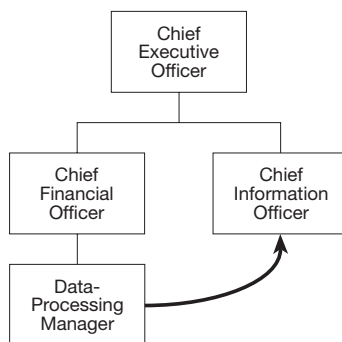 Chief
Executive
Officer
Chief
Financial
Officer
Chief
Information
Officer
Data-
Processing
Manager